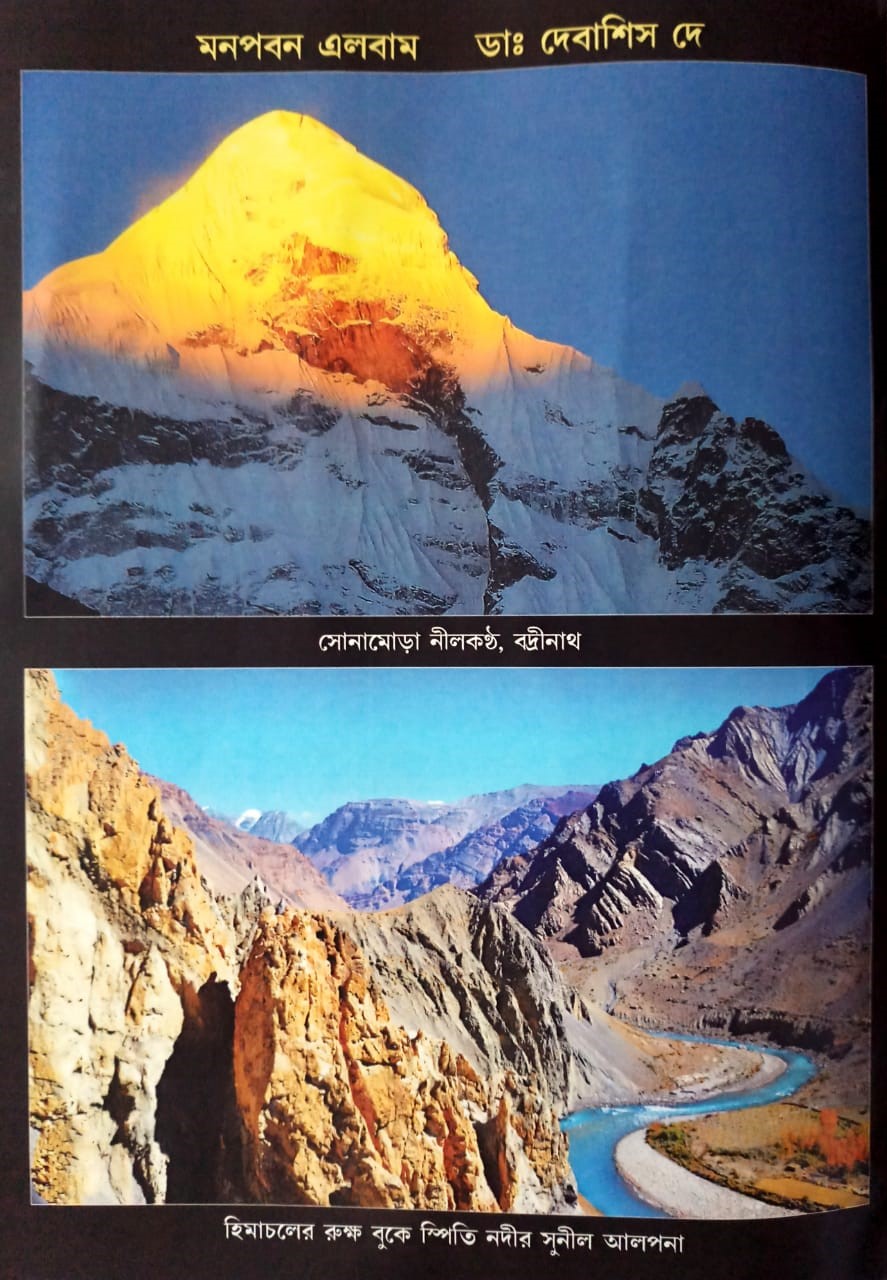 মনপবন এলবাম ডাঃ দেবাশিস দে
সোনামোড়া নীলকণ্ঠ, বদ্রীনাথ
হিমাচলের রুক্ষ বুকে স্পিতি নদীর সুনীল আলপনা